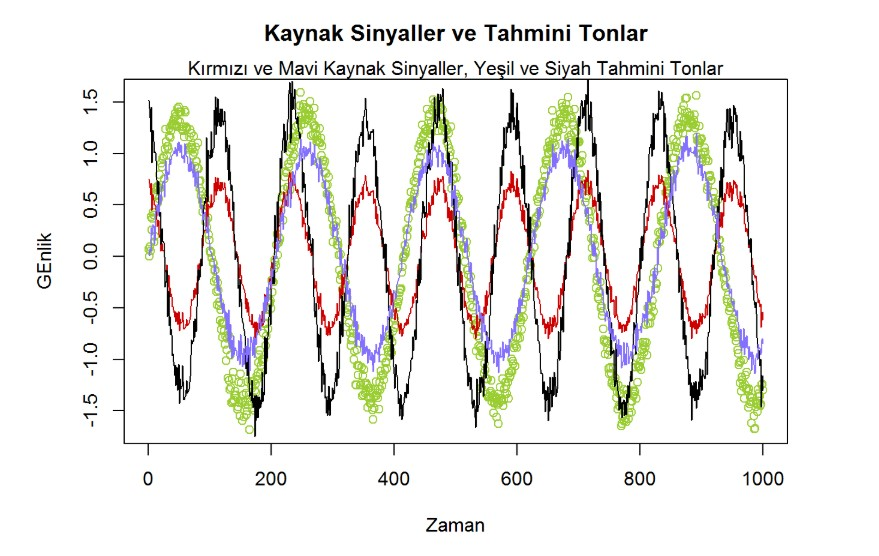 Kaynak Sinyaller ve Tahmini Tonlar
Kırmızı ve Mavi Kaynak Sinyaller, Yeşil ve Siyah Tahmini Tonlar
GEnlik
1.5
1.0
0.5
0.0
-0.5
-1.0
-1.5
0 200 400 600 800 1000
Zaman